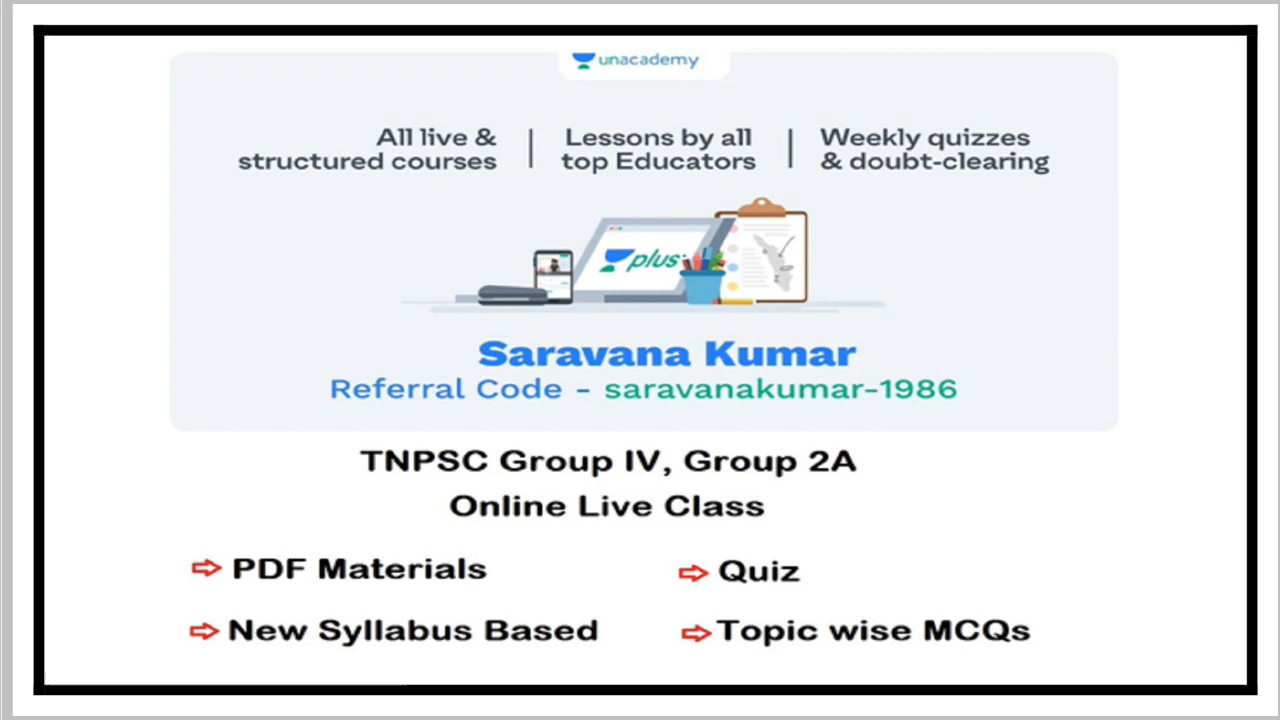 unacademy
All live &
structured courses
Lessons by all
top Educators
Weekly quizzes
& doubt-clearing
plus
Saravana Kumar
Referral Code - saravanakumar-1986
TNPSC Group IV, Group 2A
Online Live Class
PDF Materials
Quiz
New Syllabus Based
Topic wise MCQs